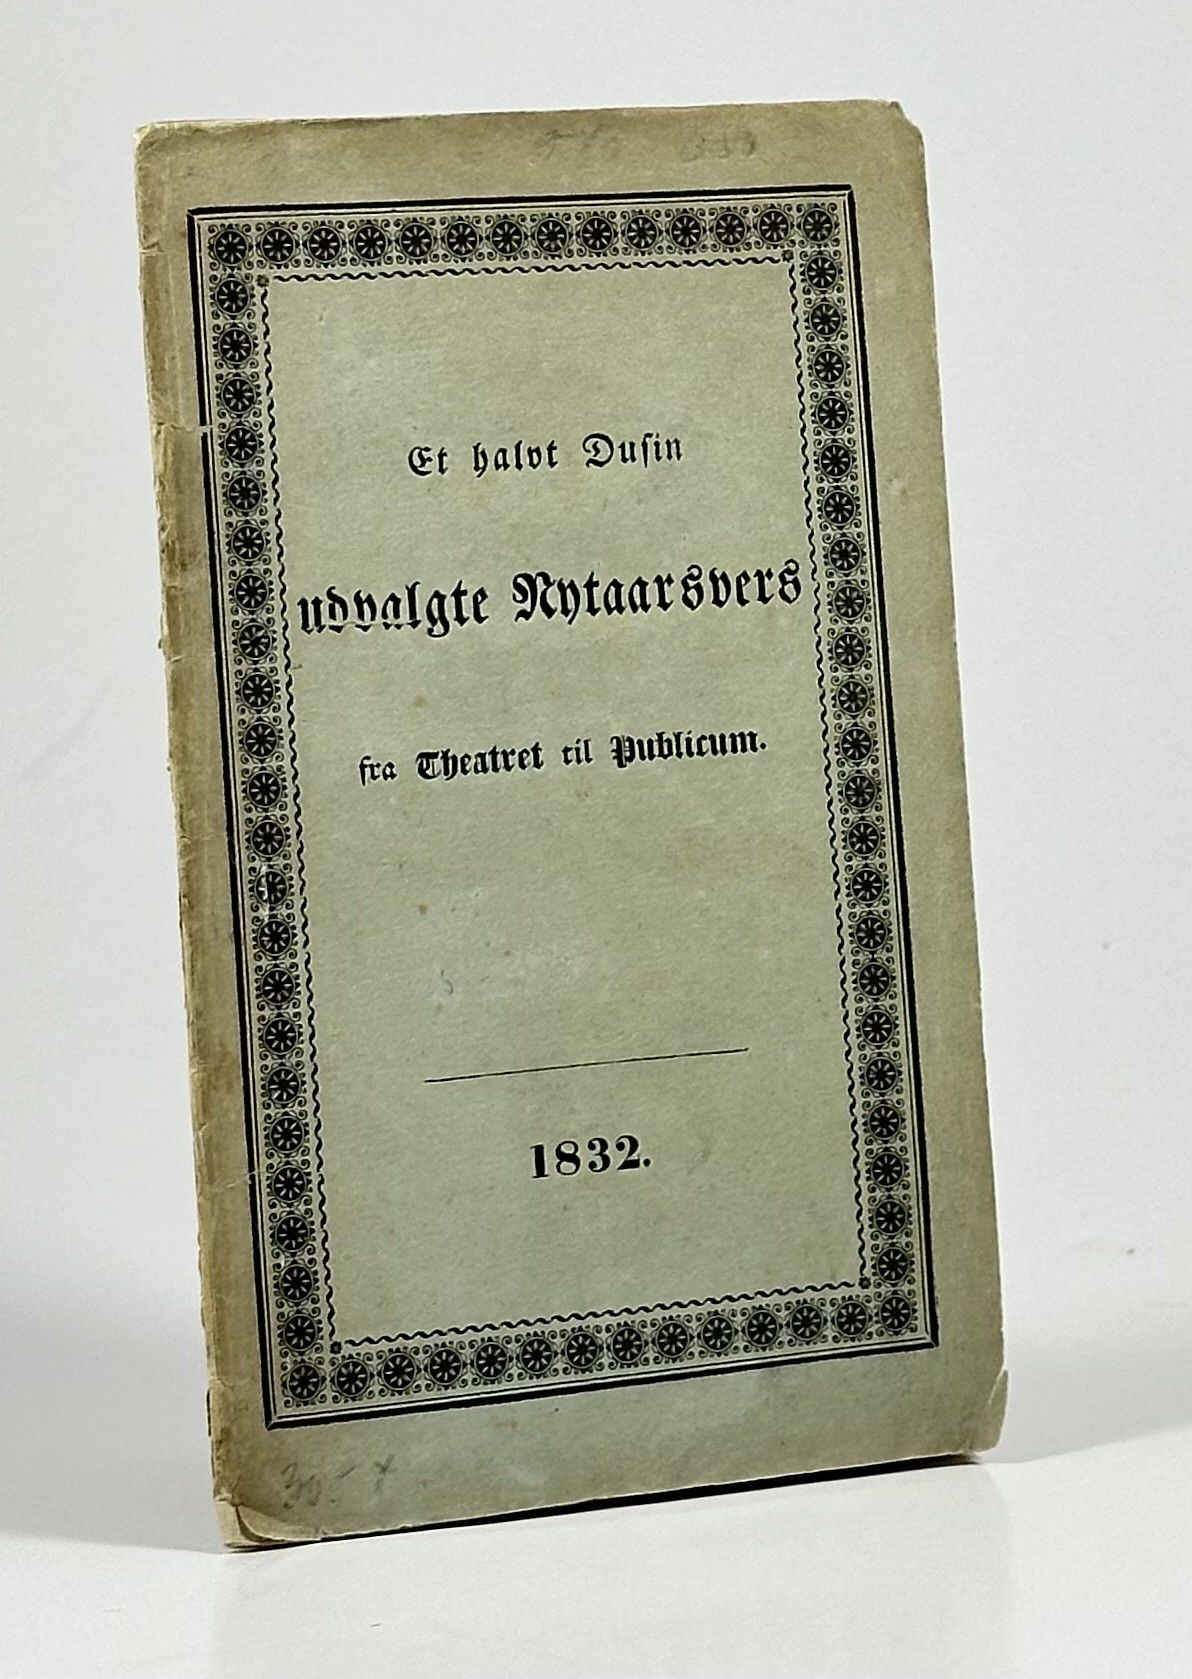 Et halvt Duſin
udvalgte Nytaarsvers
fra Theatret til Publicum.
1832.